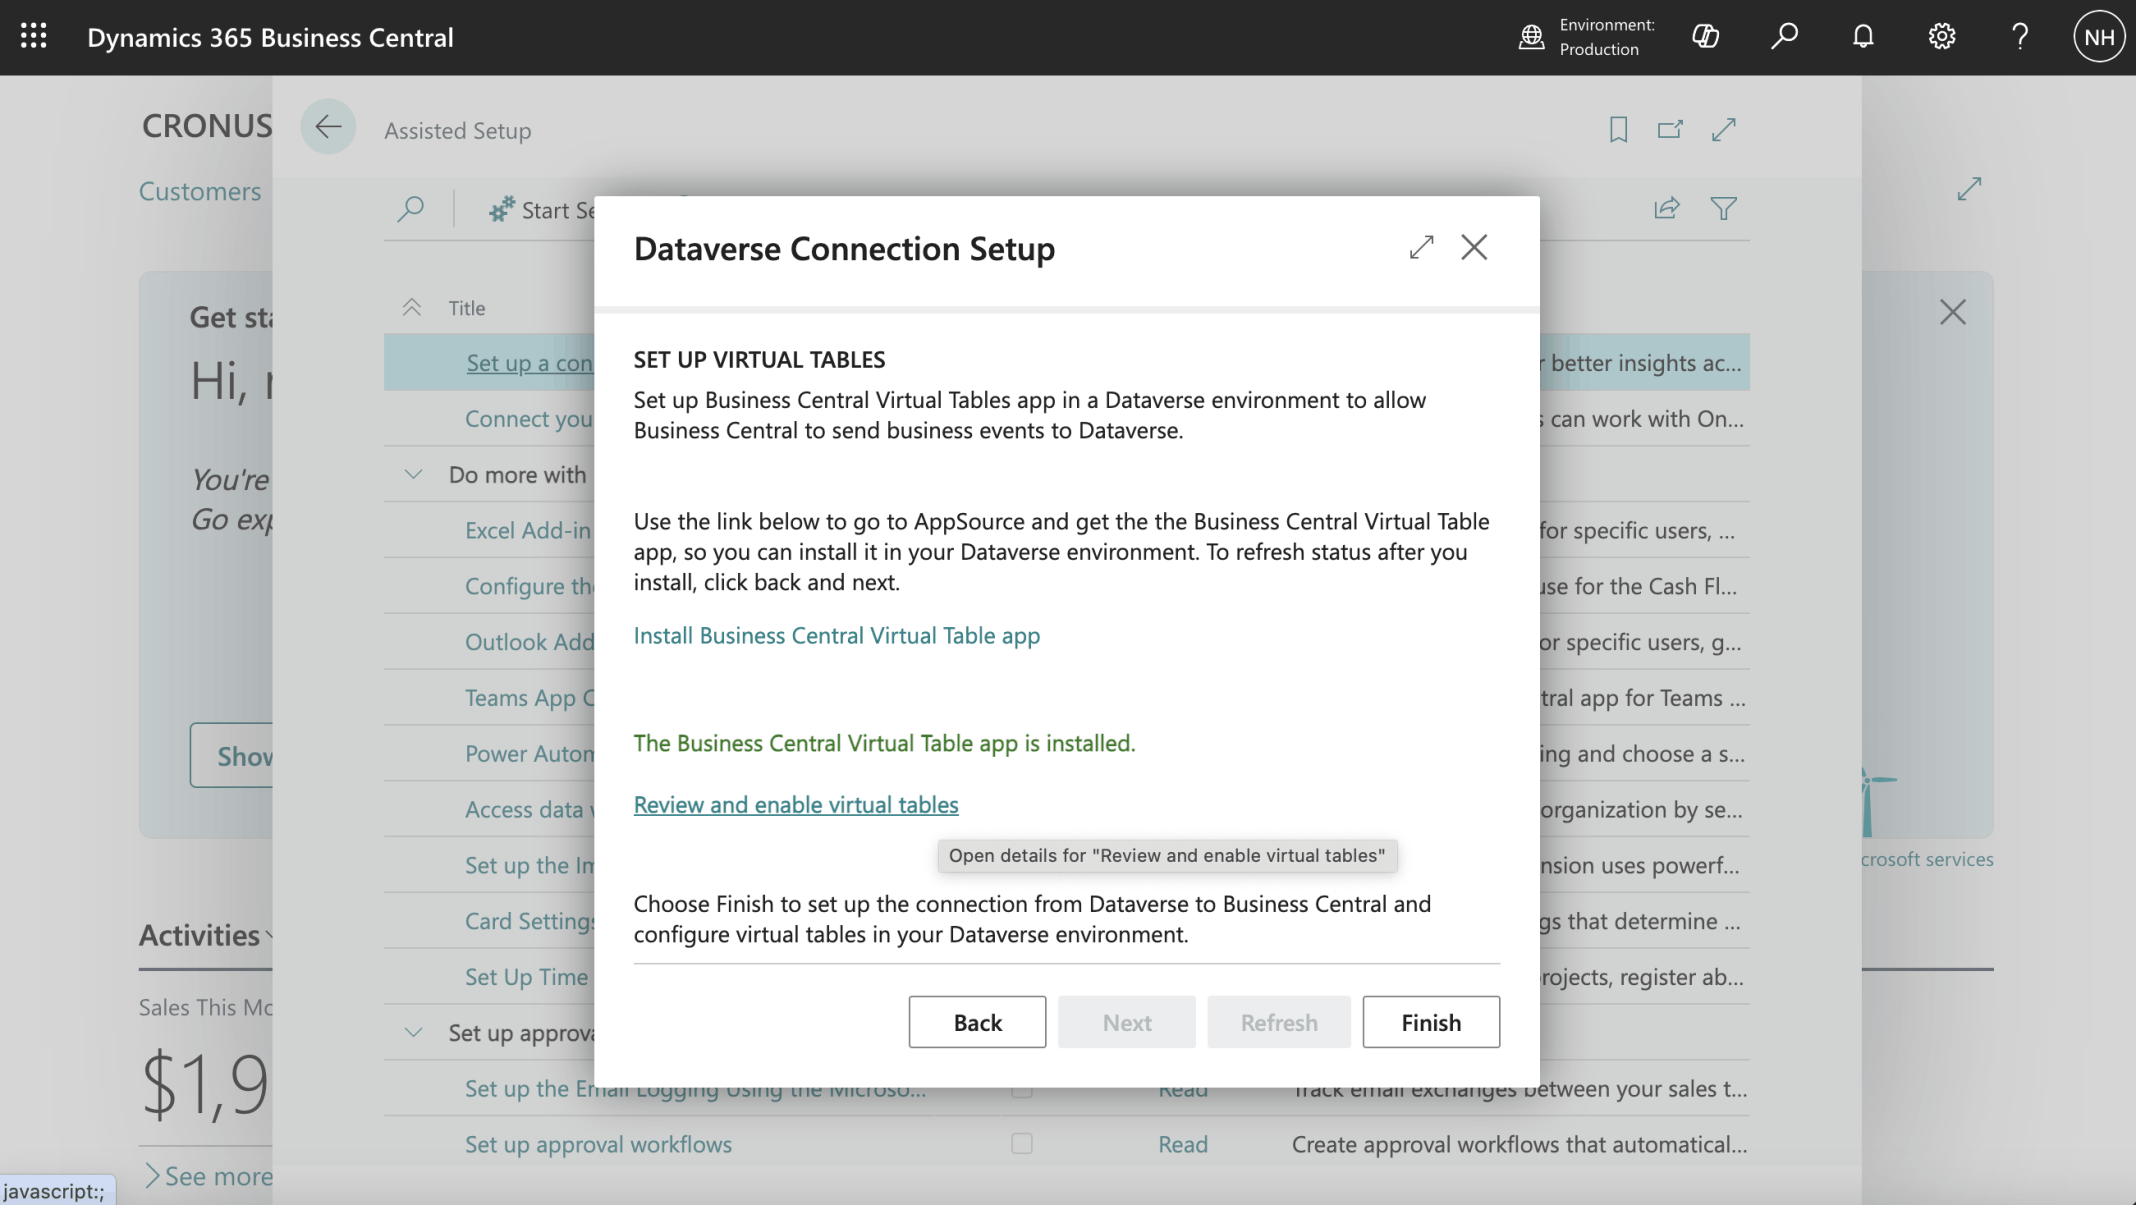 Dynamics 365 Business Central
Environment:
Production
NH
CRONUS
Assisted Setup
Customers
Start Se
Dataverse Connection Setup
Get sta
Hi,
You're
Go exp
Show
Title
Set up a con
r better insights ac...
Connect you
s can work with On...
Do more with
Excel Add-in
for specific users, ...
Configure the
use for the Cash Fl...
Outlook Add
or specific users, g...
Teams App C
tral app for Teams ...
Power Autom
ing and choose a s...
Access data
organization by se...
Set up the Im
nsion uses powerf...
Card Settings
gs that determine ...
Set Up Time
rojects, register ab...
Set up approva
SET UP VIRTUAL TABLES
Set up Business Central Virtual Tables app in a Dataverse environment to allow
Business Central to send business events to Dataverse.
Use the link below to go to AppSource and get the the Business Central Virtual Table
app, so you can install it in your Dataverse environment. To refresh status after you
install, click back and next.
Install Business Central Virtual Table app
The Business Central Virtual Table app is installed.
Review and enable virtual tables
Open details for "Review and enable virtual tables"
Choose Finish to set up the connection from Dataverse to Business Central and
configure virtual tables in your Dataverse environment.
Back
Next
Refresh
Finish
crosoft services
Activities
Sales This Mo
$1,9
See more
Set up the Email Logging Using the Microso...
Read
Track email exchanges between your sales t...
Set up approval workflows
Read
Create approval workflows that automatical...
javascript:;